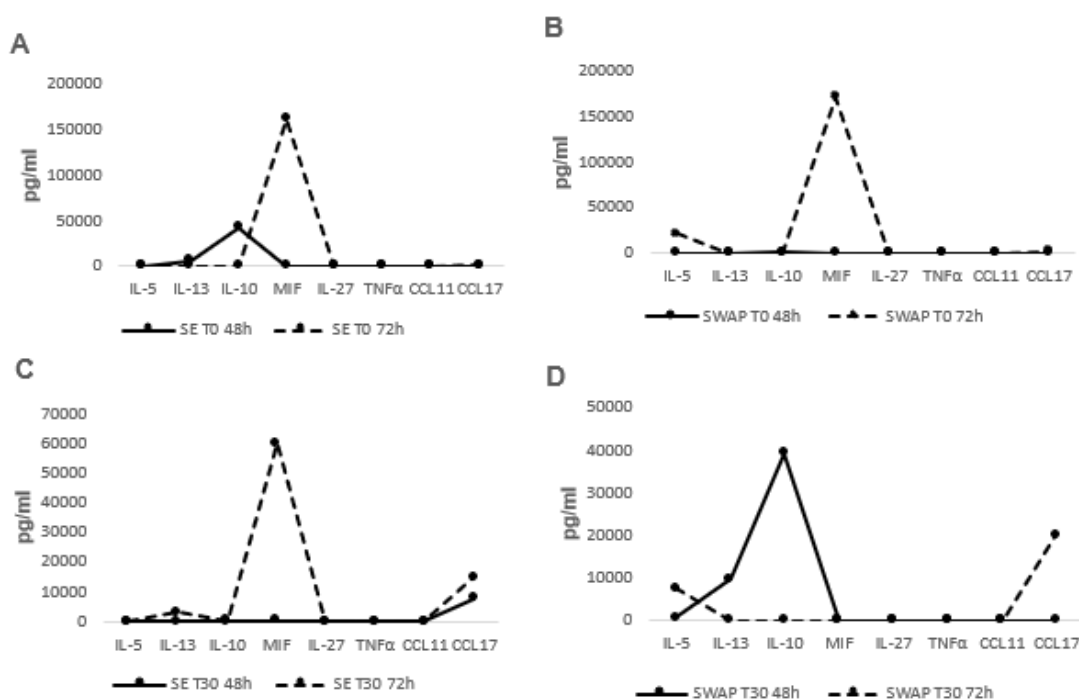 A
200000
150000
100000
50000
0
pg/ml
IL-5 IL-13 IL-10 MIF IL-27 TNFα CCL11 CCL17
SE T0 48h SE T0 72h
B
200000
150000
100000
50000
0
pg/ml
IL-5 IL-13 IL-10 MIF IL-27 TNFα CCL11 CCL17
SWAP T0 48h SWAP T0 72h
C
70000
60000
50000
40000
30000
20000
10000
0
pg/ml
IL-5 IL-13 IL-10 MIF IL-27 TNFα CCL11 CCL17
SE T30 48h SE T30 72h
D
50000
40000
30000
20000
10000
0
pg/ml
IL-5 IL-13 IL-10 MIF IL-27 TNFα CCL11 CCL17
SWAP T30 48h SWAP T30 72h